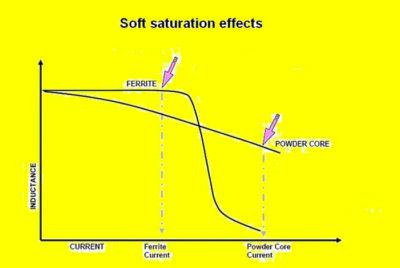 Soft saturation effects
FERRITE
POWDER CORE
INDUCTANCE
CURRENT
Ferrite
Current
Powder Core
Current